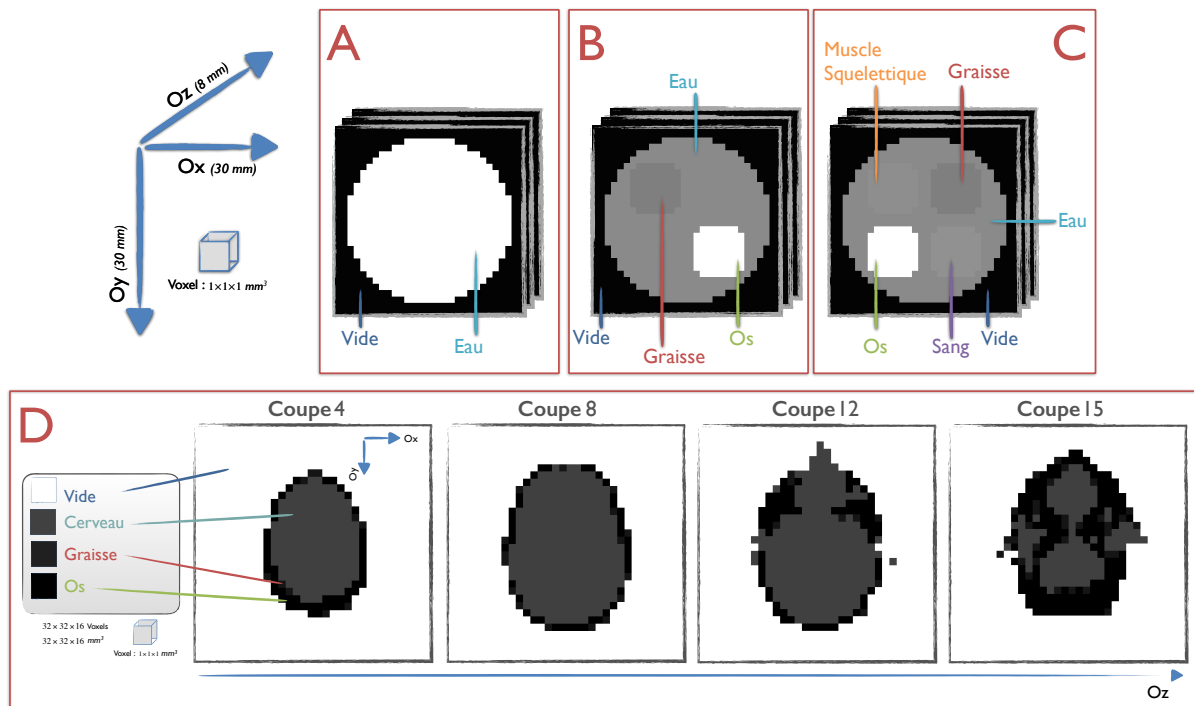 A
B
C
Oz (8 mm)
Ox (30 mm)
Oy (30 mm)
Voxel : 1×1×1 mm³
Vide
Eau
Eau
Vide
Graisse
Os
Muscle
Squelettique
Graisse
Eau
Os
Sang
Vide
D
Coupe 4
Coupe 8
Coupe 12
Coupe 15
Ox
Oy
Vide
Cerveau
Graisse
Os
32 × 32 × 16 Voxels
32 × 32 × 16 mm³
Voxel : 1×1×1 mm³
Oz